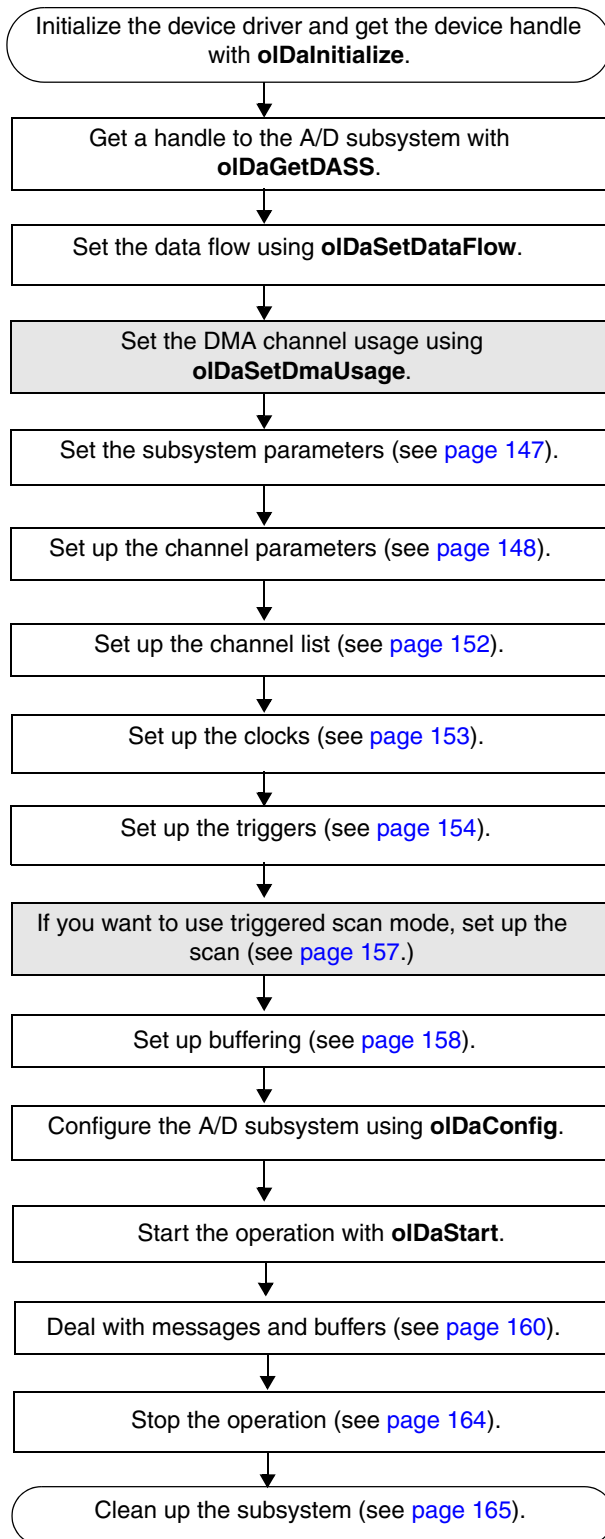 Initialize the device driver and get the device handle
with olDaInitialize.
Get a handle to the A/D subsystem with
olDaGetDASS.
Set the data flow using olDaSetDataFlow.
Set the DMA channel usage using
olDaSetDmaUsage.
Set the subsystem parameters (see page 147).
Set up the channel parameters (see page 148).
Set up the channel list (see page 152).
Set up the clocks (see page 153).
Set up the triggers (see page 154).
If you want to use triggered scan mode, set up the
scan (see page 157.)
Set up buffering (see page 158).
Configure the A/D subsystem using olDaConfig.
Start the operation with olDaStart.
Deal with messages and buffers (see page 160).
Stop the operation (see page 164).
Clean up the subsystem (see page 165).